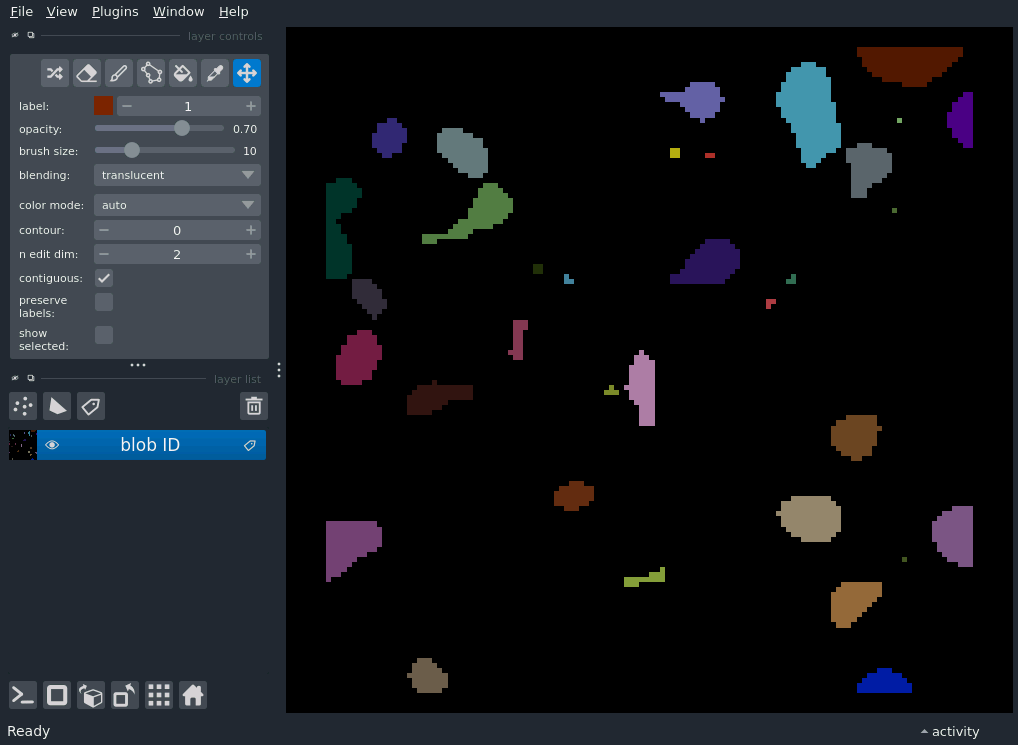 File View Plugins Window Help
layer controls
label: 1
opacity: 0.70
brush size: 10
blending: translucent
color mode: auto
contour: 0
n edit dim: 2
contiguous:
preserve
labels:
show
selected:
layer list
blob ID
Ready
activity